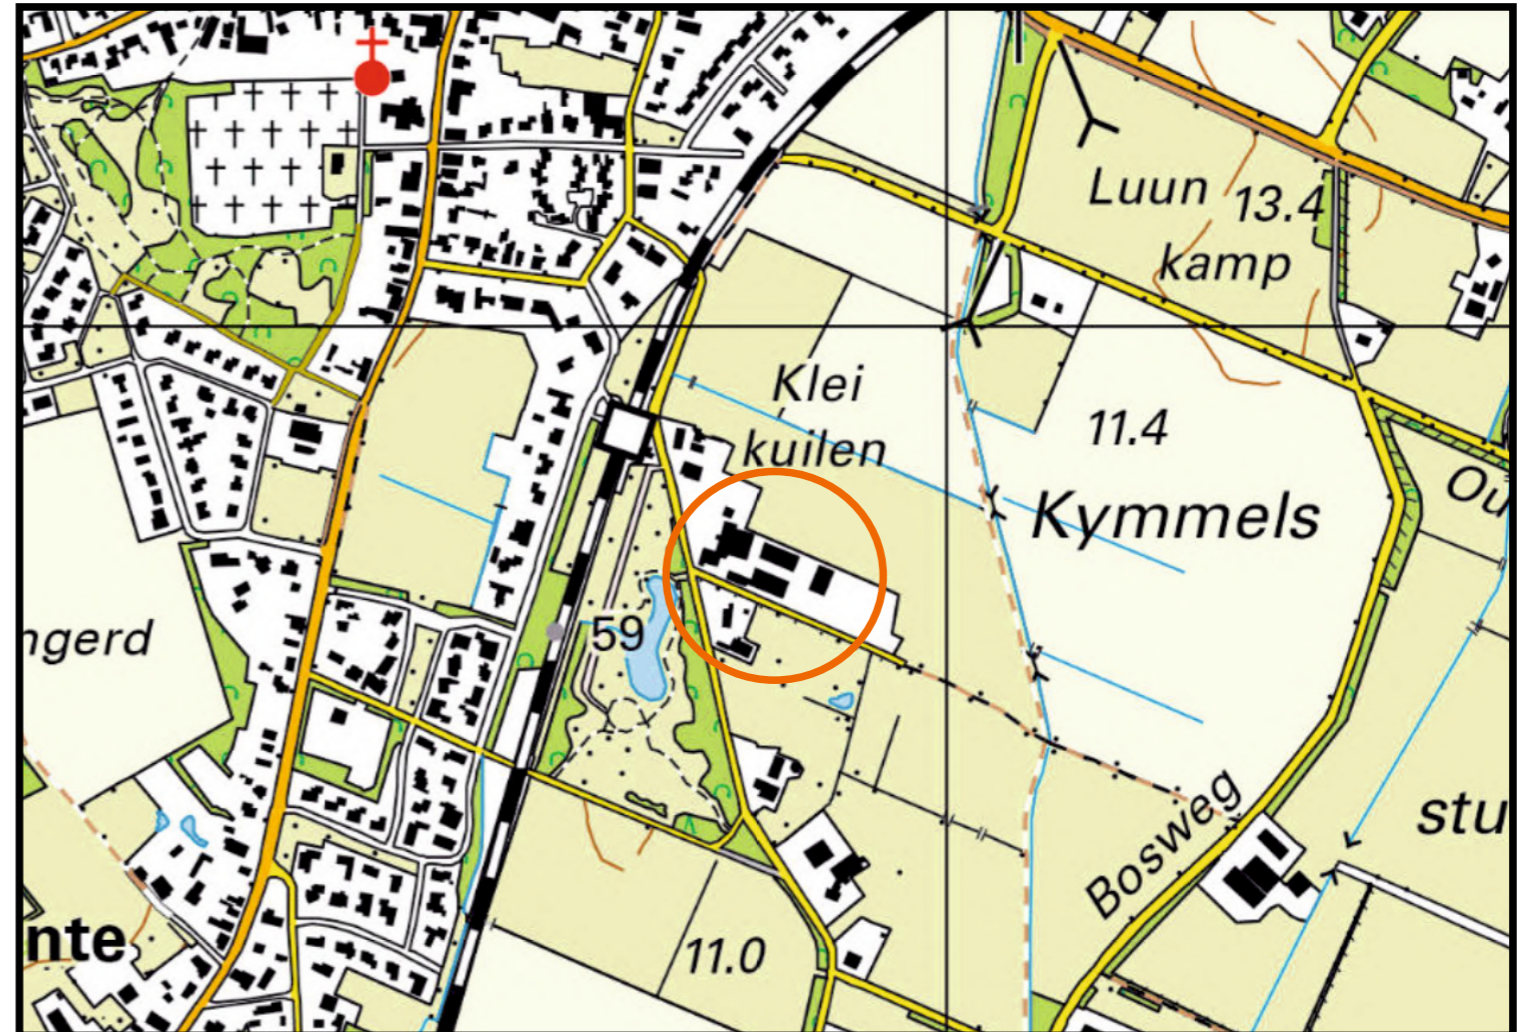 Luun 13.4
kamp
Klei
kuilen
11.4
Kymmels
Ou
59
ngerd
Bosweg
stu
nte
11.0